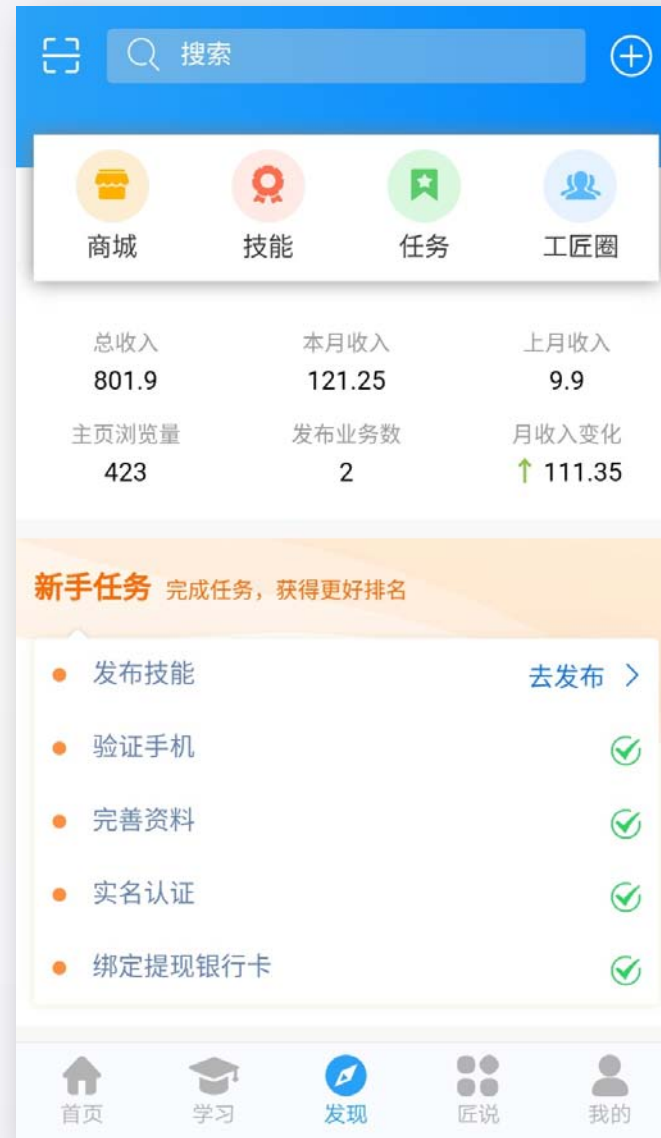 搜索
商城 技能 任务 工匠圈
总收入 本月收入 上月收入
801.9 121.25 9.9
主页浏览量 发布业务数 月收入变化
423 2 ↑ 111.35
新手任务 完成任务，获得更好排名
发布技能 去发布 >
验证手机
完善资料
实名认证
绑定提现银行卡
首页 学习 发现 匠说 我的